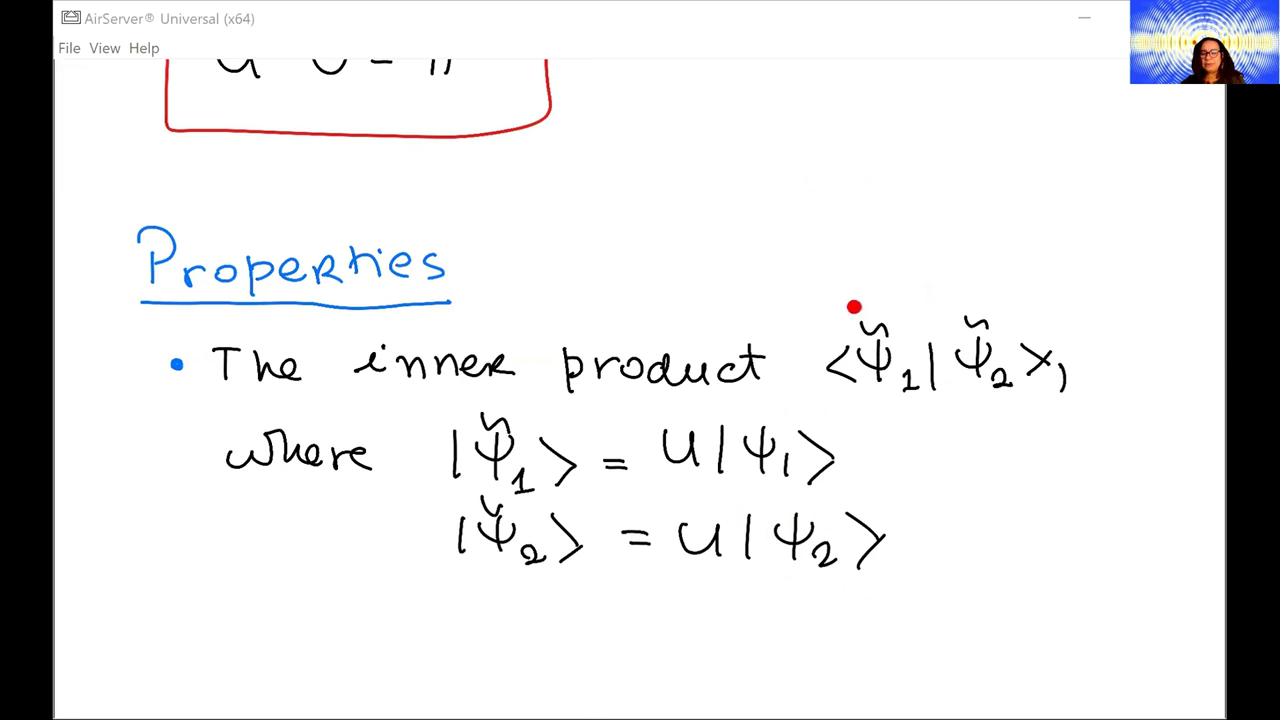 AirServer® Universal (x64)
File View Help
Properties
• The inner product <ψ̃₁|ψ̃₂>,
where |ψ̃₁> = U|ψ₁>
|ψ̃₂> = U|ψ₂>